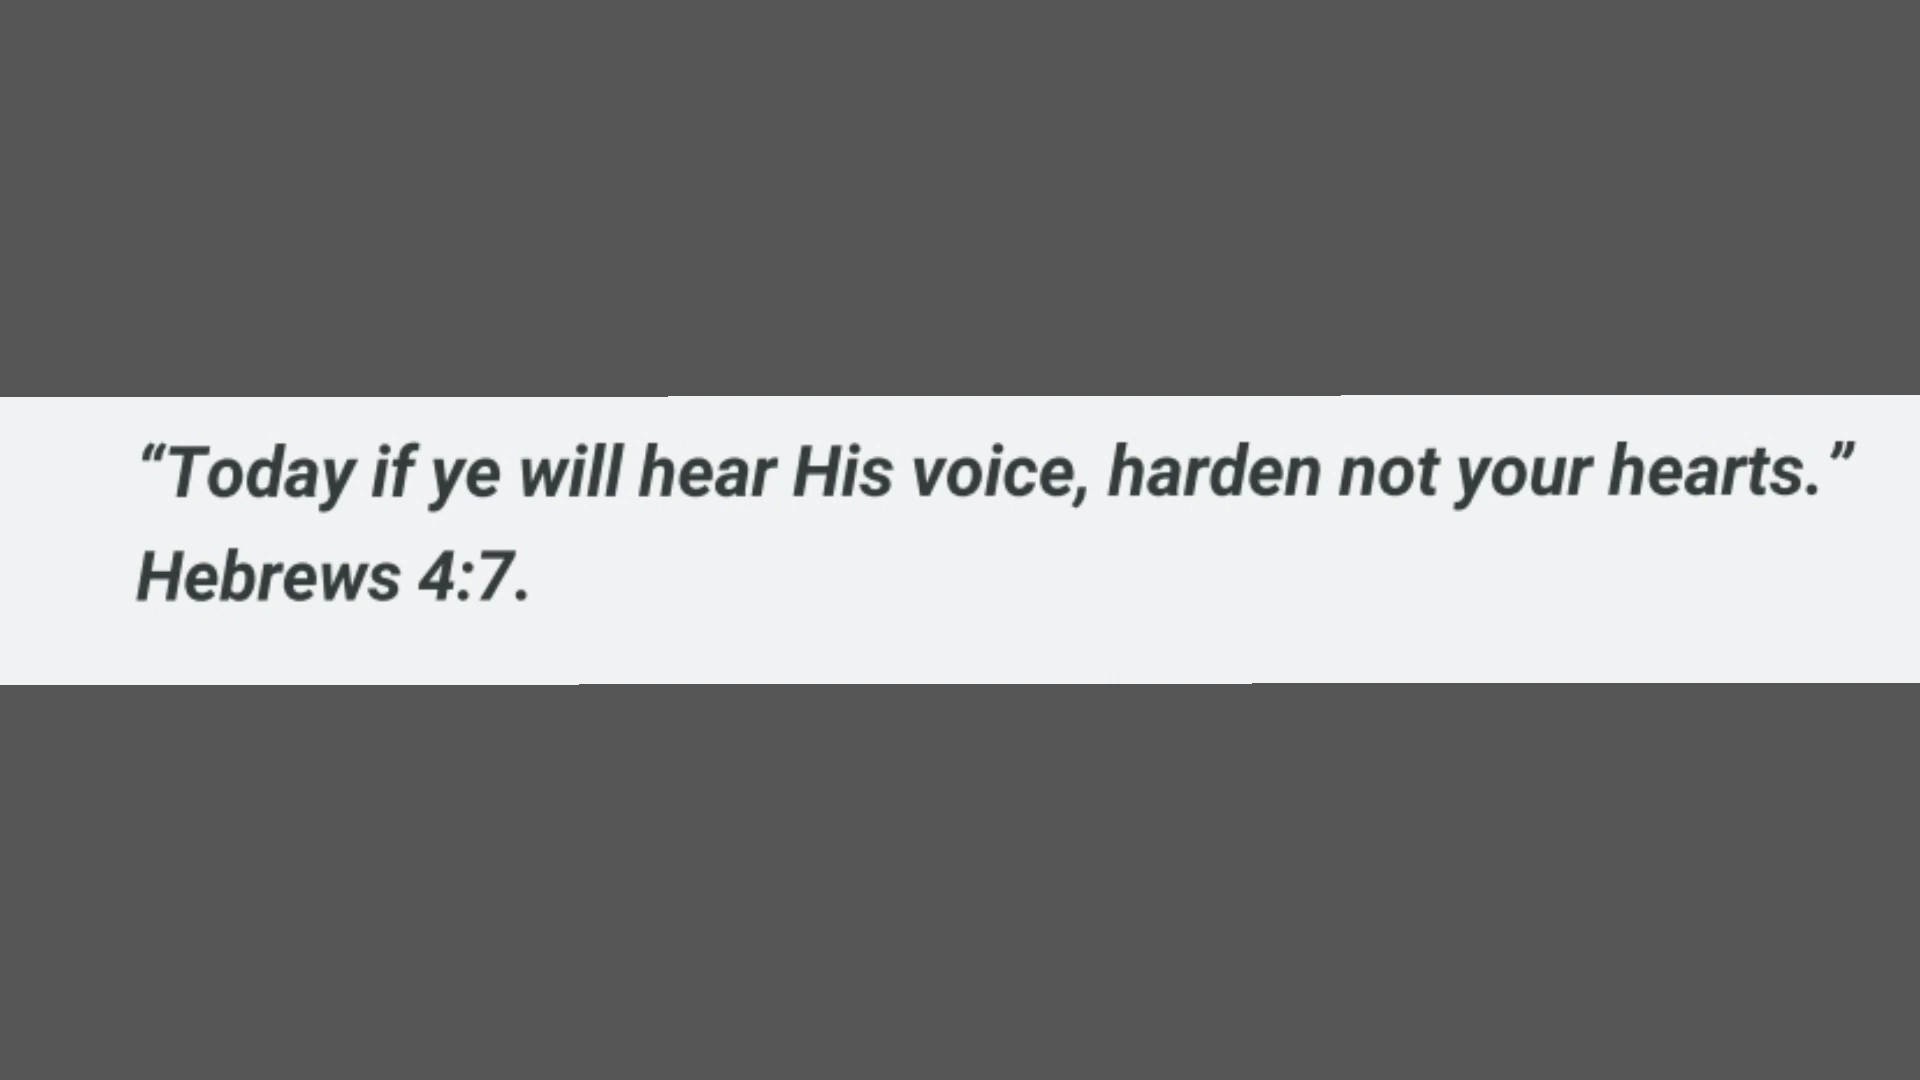 “Today if ye will hear His voice, harden not your hearts.”
Hebrews 4:7.